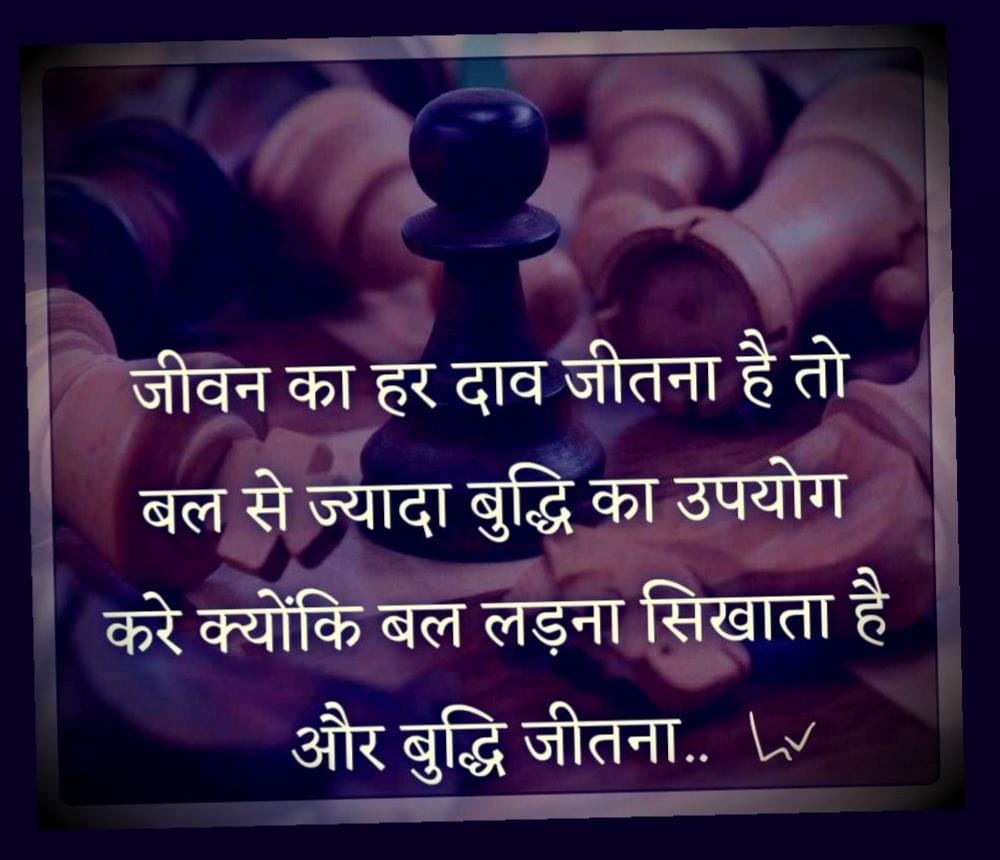 जीवन का हर दाव जीतना है तो
बल से ज्यादा बुद्धि का उपयोग
करे क्योंकि बल लड़ना सिखाता है
और बुद्धि जीतना..